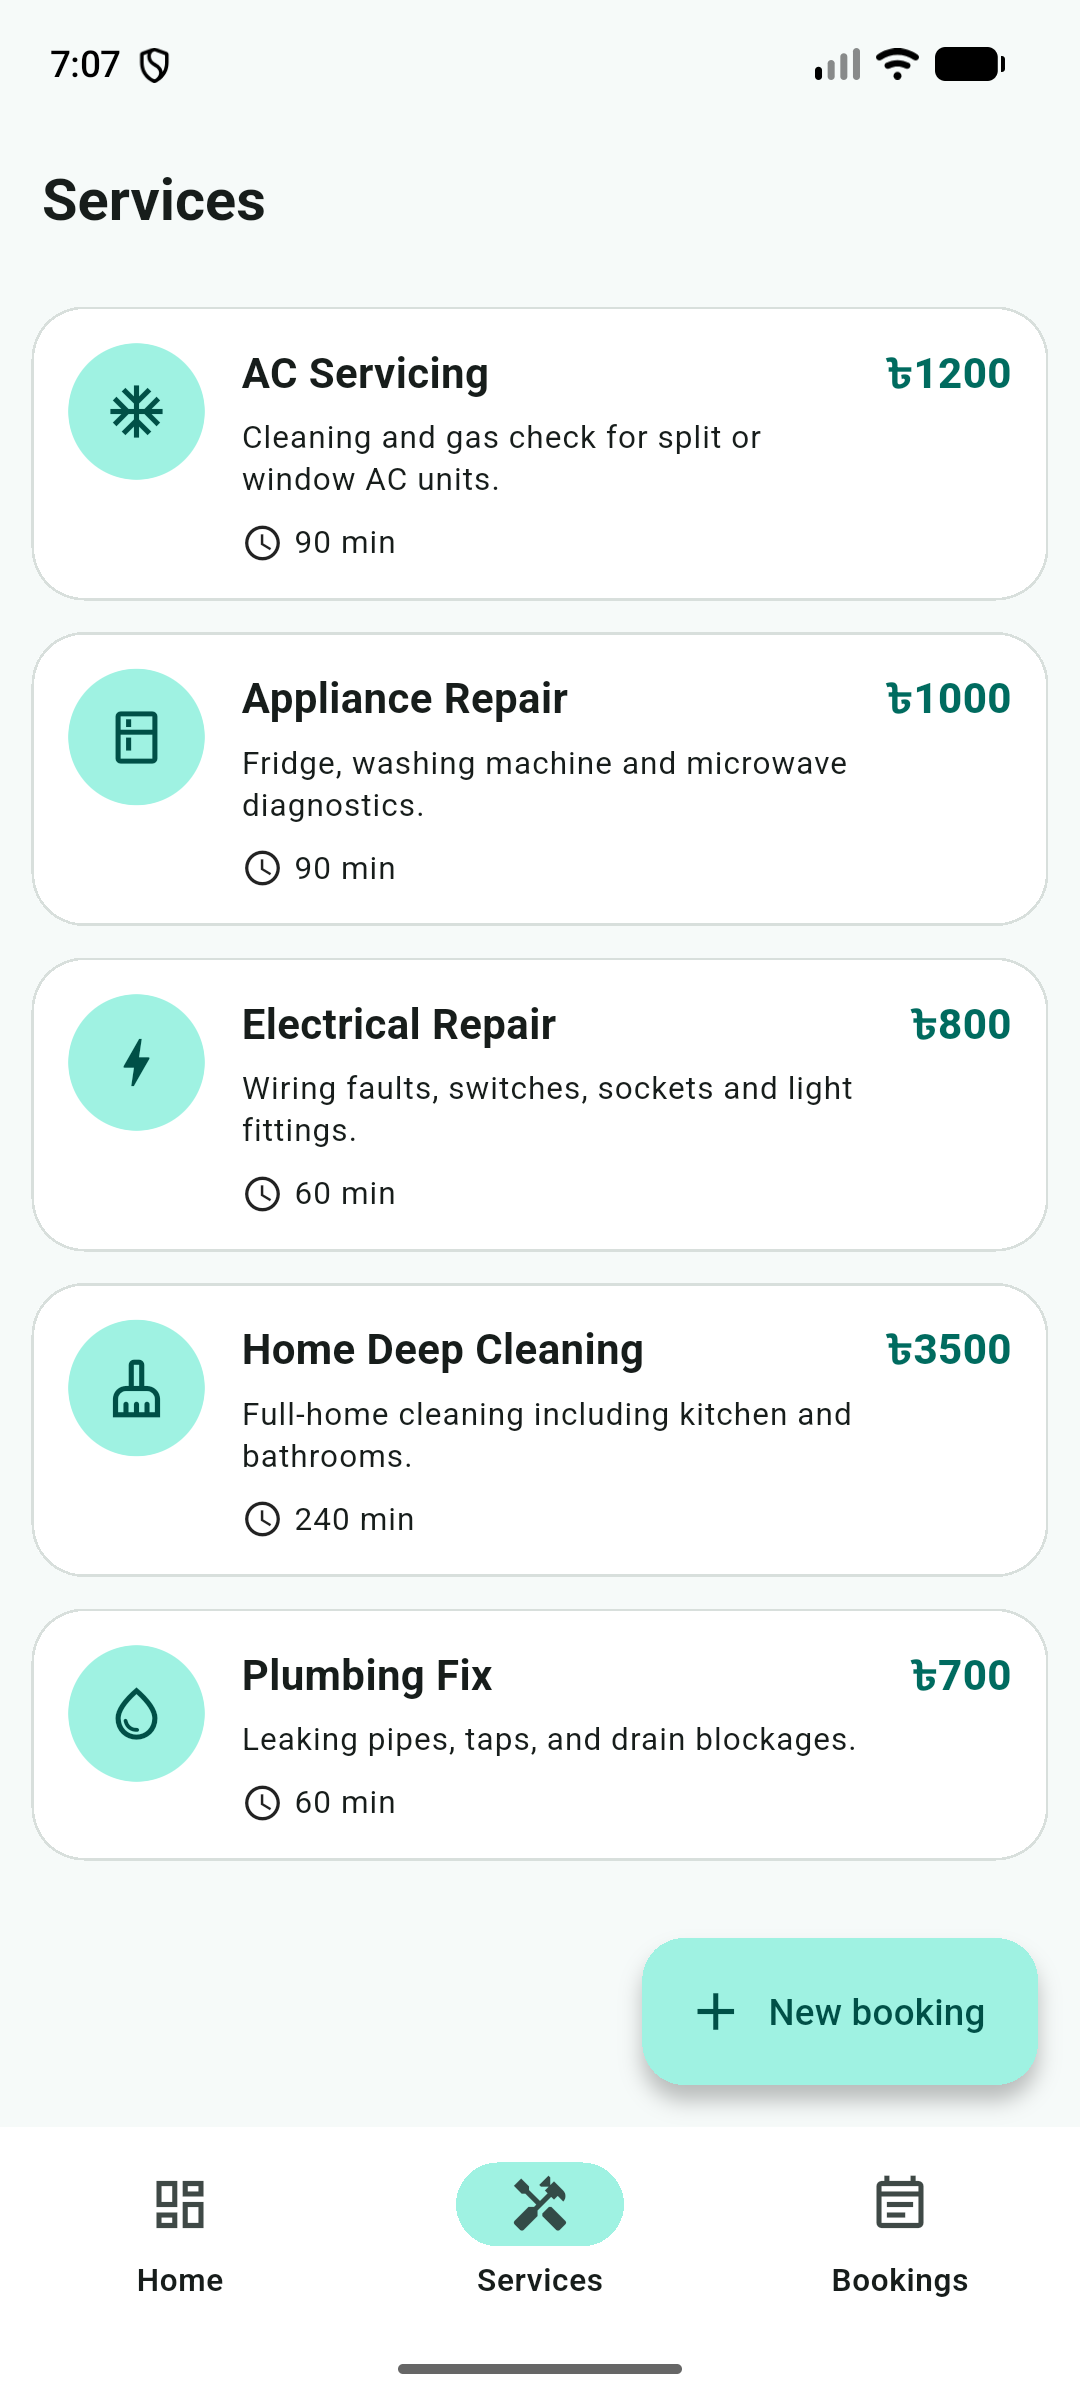 7:07
Services
AC Servicing
৳1200
Cleaning and gas check for split or
window AC units.
90 min
Appliance Repair
৳1000
Fridge, washing machine and microwave
diagnostics.
90 min
Electrical Repair
৳800
Wiring faults, switches, sockets and light
fittings.
60 min
Home Deep Cleaning
৳3500
Full-home cleaning including kitchen and
bathrooms.
240 min
Plumbing Fix
৳700
Leaking pipes, taps, and drain blockages.
60 min
New booking
Home
Services
Bookings